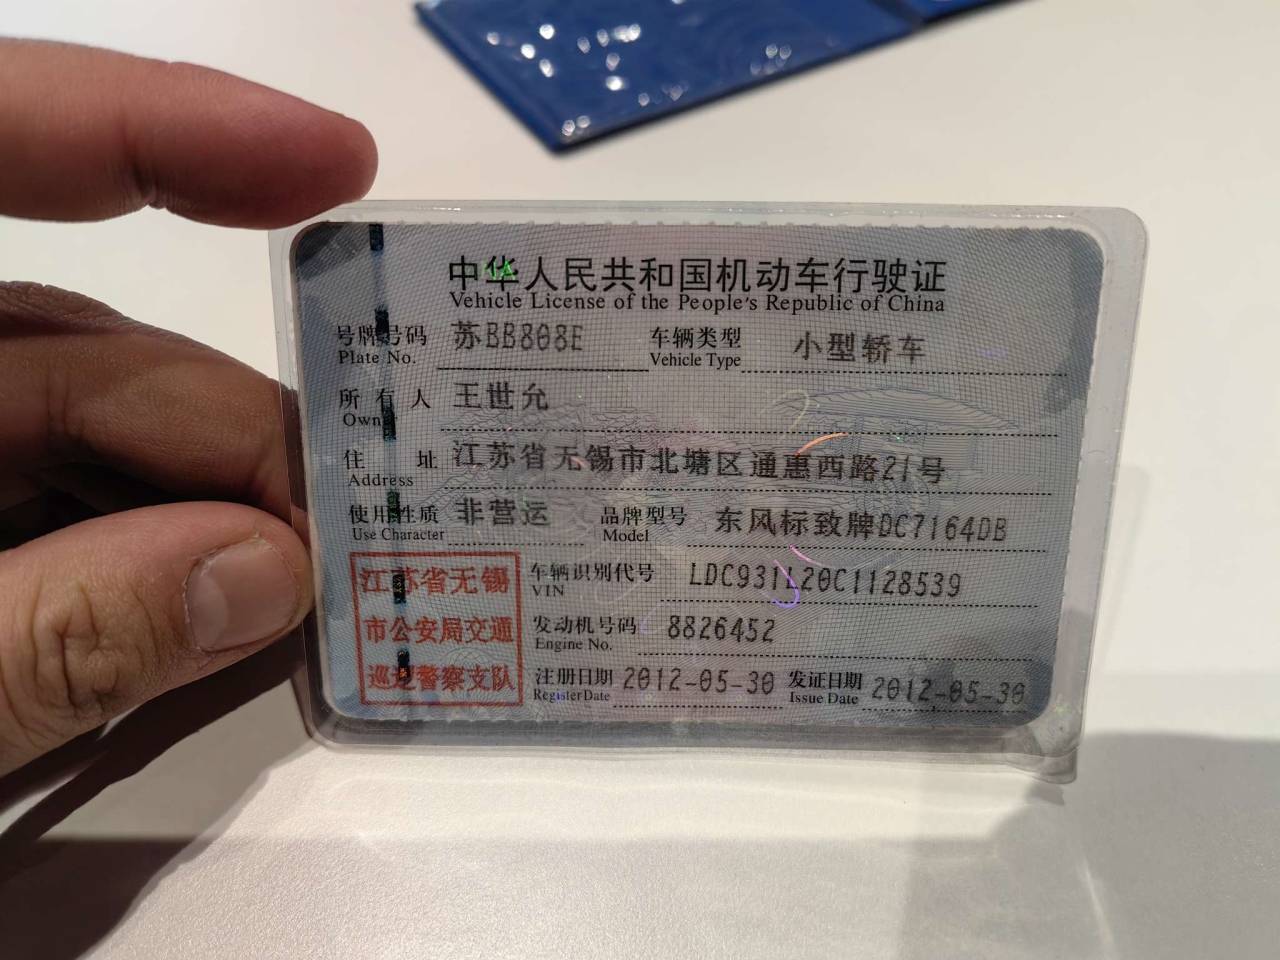 中华人民共和国机动车行驶证
Vehicle License of the People's Republic of China
号牌号码 苏BB808E 车辆类型 小型轿车
Plate No. Vehicle Type
所有人 王世允
Owner
住址 江苏省无锡市北塘区通惠西路21号
Address
使用性质 非营运 品牌型号 东风标致牌DC7164DB
Use Character Model
江苏省无锡
市公安局交通
巡逻警察支队
车辆识别代号 LDC931L20C1128539
VIN
发动机号码 8826452
Engine No.
注册日期 2012-05-30 发证日期 2012-05-30
Register Date Issue Date